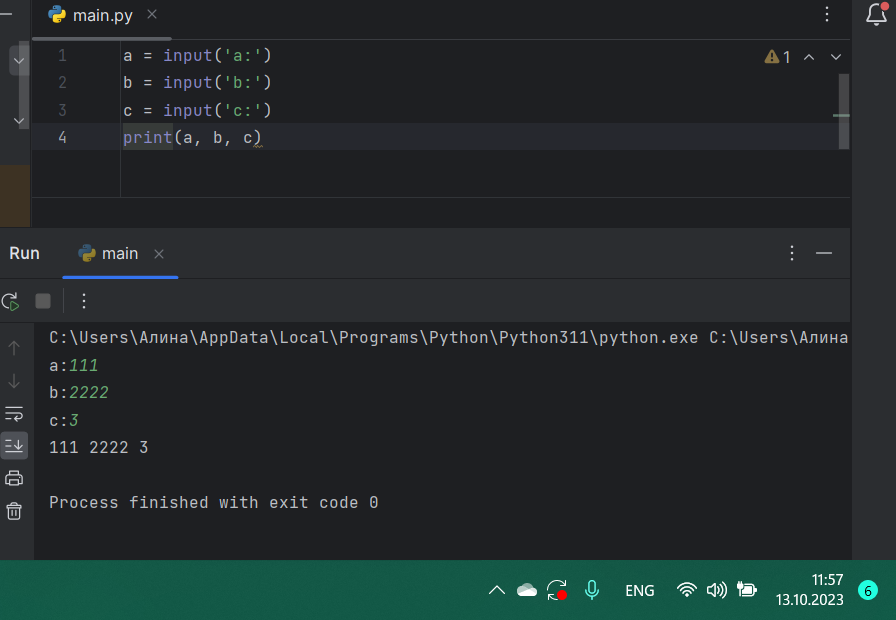 main.py
1 a = input('a:')
2 b = input('b:')
3 c = input('c:')
4 print(a, b, c)
1
Run main
C:\Users\Алина\AppData\Local\Programs\Python\Python311\python.exe C:\Users\Алина
a:111
b:2222
c:3
111 2222 3
Process finished with exit code 0
ENG
11:57
13.10.2023
6